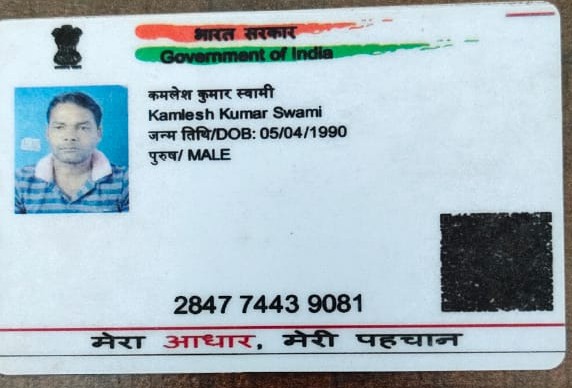 भारत सरकार
Government of India
कमलेश कुमार स्वामी
Kamlesh Kumar Swami
जन्म तिथि/DOB: 05/04/1990
पुरुष/ MALE
2847 7443 9081
मेरा आधार, मेरी पहचान